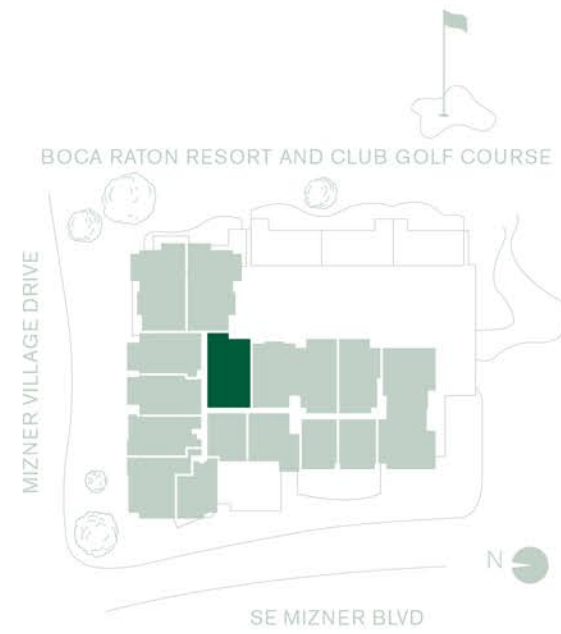 BOCA RATON RESORT AND CLUB GOLF COURSE
MIZNER VILLAGE DRIVE
N
SE MIZNER BLVD